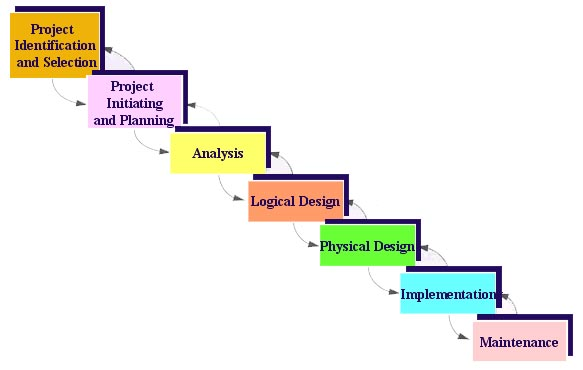 Project
Identification
and Selection
Project
Initiating
and Planning
Analysis
Logical Design
Physical Design
Implementation
Maintenance